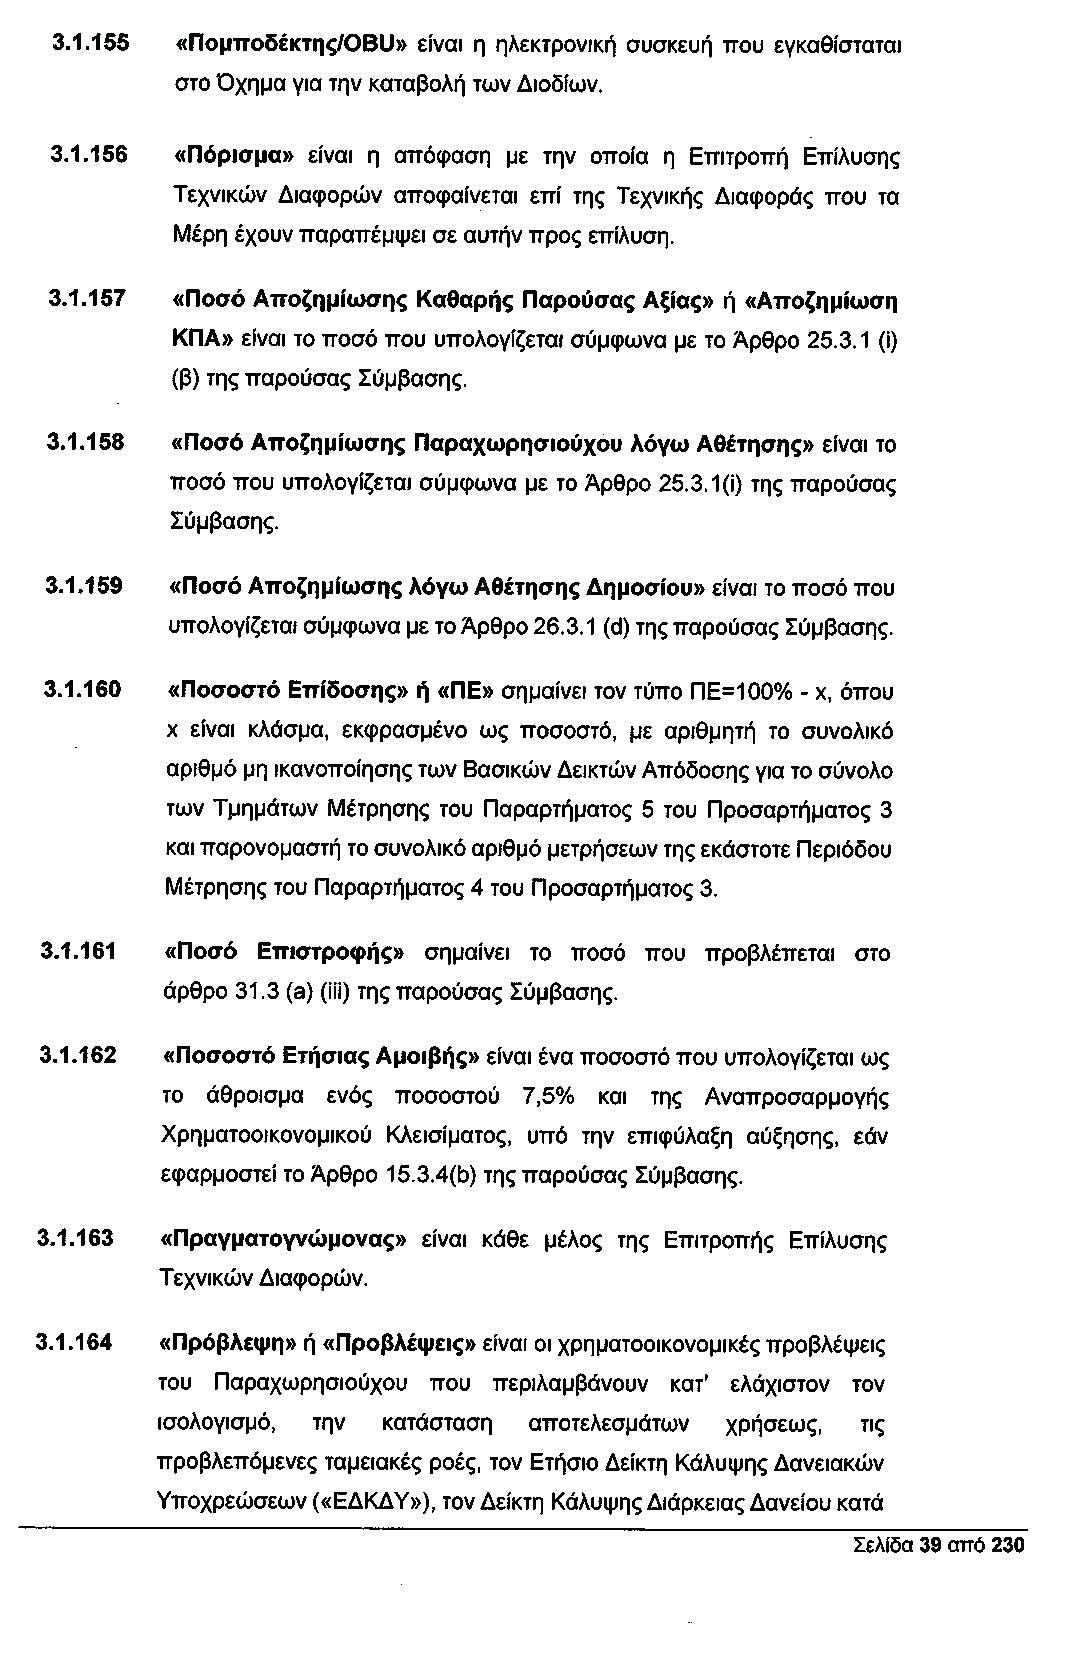 3.1.155 «Πομποδέκτης/OBU» είναι η ηλεκτρονική συσκευή που εγκαθίσταται
στο Όχημα για την καταβολή των Διοδίων.
3.1.156 «Πόρισμα» είναι η απόφαση με την οποία η Επιτροπή Επίλυσης
Τεχνικών Διαφορών αποφαίνεται επί της Τεχνικής Διαφοράς που τα
Μέρη έχουν παραπέμψει σε αυτήν προς επίλυση.
3.1.157 «Ποσό Αποζημίωσης Καθαρής Παρούσας Αξίας» ή «Αποζημίωση
ΚΠΑ» είναι το ποσό που υπολογίζεται σύμφωνα με το Άρθρο 25.3.1 (i)
(β) της παρούσας Σύμβασης.
3.1.158 «Ποσό Αποζημίωσης Παραχωρησιούχου λόγω Αθέτησης» είναι το
ποσό που υπολογίζεται σύμφωνα με το Άρθρο 25.3.1(i) της παρούσας
Σύμβασης.
3.1.159 «Ποσό Αποζημίωσης λόγω Αθέτησης Δημοσίου» είναι το ποσό που
υπολογίζεται σύμφωνα με το Άρθρο 26.3.1 (d) της παρούσας Σύμβασης.
3.1.160 «Ποσοστό Επίδοσης» ή «ΠΕ» σημαίνει τον τύπο ΠΕ=100% - x, όπου
x είναι κλάσμα, εκφρασμένο ως ποσοστό, με αριθμητή το συνολικό
αριθμό μη ικανοποίησης των Βασικών Δεικτών Απόδοσης για το σύνολο
των Τμημάτων Μέτρησης του Παραρτήματος 5 του Προσαρτήματος 3
και παρονομαστή το συνολικό αριθμό μετρήσεων της εκάστοτε Περιόδου
Μέτρησης του Παραρτήματος 4 του Προσαρτήματος 3.
3.1.161 «Ποσό Επιστροφής» σημαίνει το ποσό που προβλέπεται στο
άρθρο 31.3 (a) (iii) της παρούσας Σύμβασης.
3.1.162 «Ποσοστό Ετήσιας Αμοιβής» είναι ένα ποσοστό που υπολογίζεται ως
το άθροισμα ενός ποσοστού 7,5% και της Αναπροσαρμογής
Χρηματοοικονομικού Κλεισίματος, υπό την επιφύλαξη αύξησης, εάν
εφαρμοστεί το Άρθρο 15.3.4(b) της παρούσας Σύμβασης.
3.1.163 «Πραγματογνώμονας» είναι κάθε μέλος της Επιτροπής Επίλυσης
Τεχνικών Διαφορών.
3.1.164 «Πρόβλεψη» ή «Προβλέψεις» είναι οι χρηματοοικονομικές προβλέψεις
του Παραχωρησιούχου που περιλαμβάνουν κατ' ελάχιστον τον
ισολογισμό, την κατάσταση αποτελεσμάτων χρήσεως, τις
προβλεπόμενες ταμειακές ροές, τον Ετήσιο Δείκτη Κάλυψης Δανειακών
Υποχρεώσεων («ΕΔΚΔΥ»), τον Δείκτη Κάλυψης Διάρκειας Δανείου κατά
Σελίδα 39 από 230